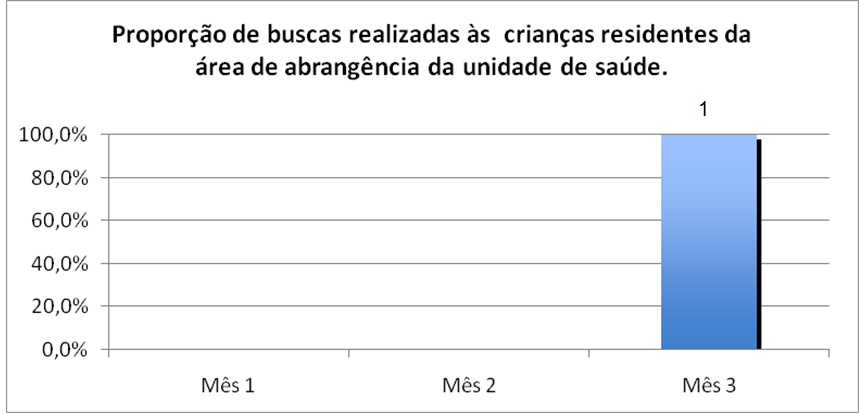 Proporção de buscas realizadas às crianças residentes da
área de abrangência da unidade de saúde.
1
100,0%
80,0%
60,0%
40,0%
20,0%
0,0%
Mês 1 Mês 2 Mês 3